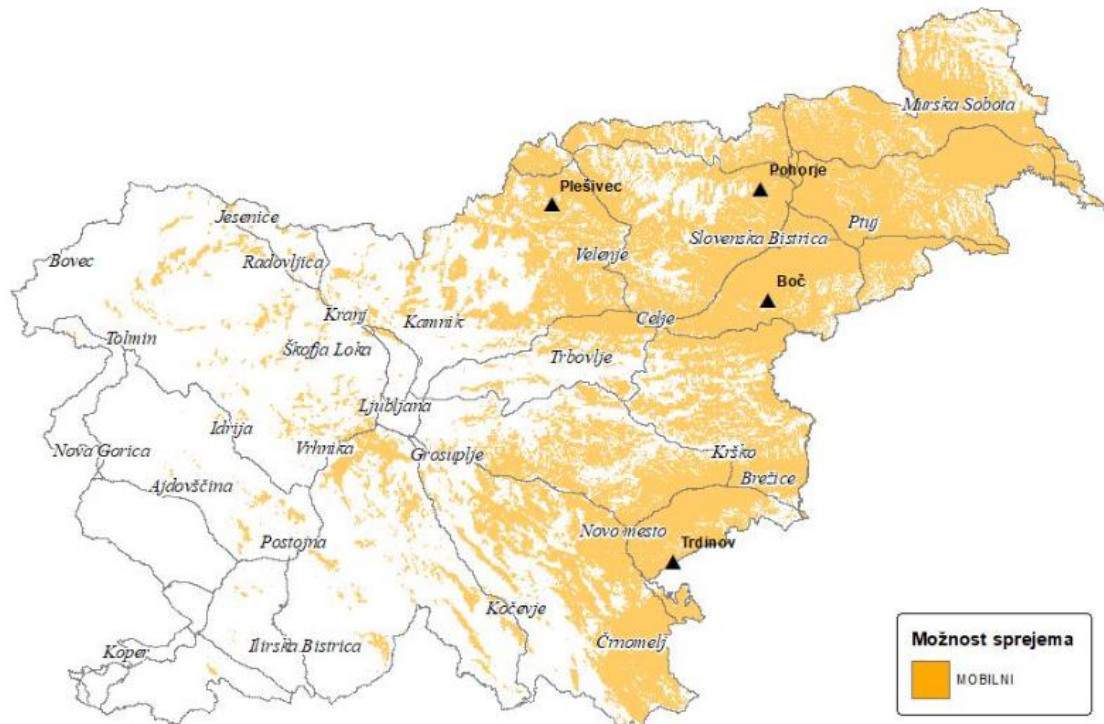 Murska Sobota
Pohorje
Plešivec
Jesenice
Ptuj
Slovenska Bistrica
Velenje
Radovljica
Bovec
Boč
Kranj
Kamnik
Celje
Tolmin
Škofja Loka
Trbovlje
Ljubljana
Idrija
Vrhnika
Nova Gorica
Grosuplje
Krško
Brežice
Ajdovščina
Novo mesto
Postojna
Trdinov
Kočevje
Črnomelj
Ilirska Bistrica
Koper
Možnost sprejema
MOBILNI